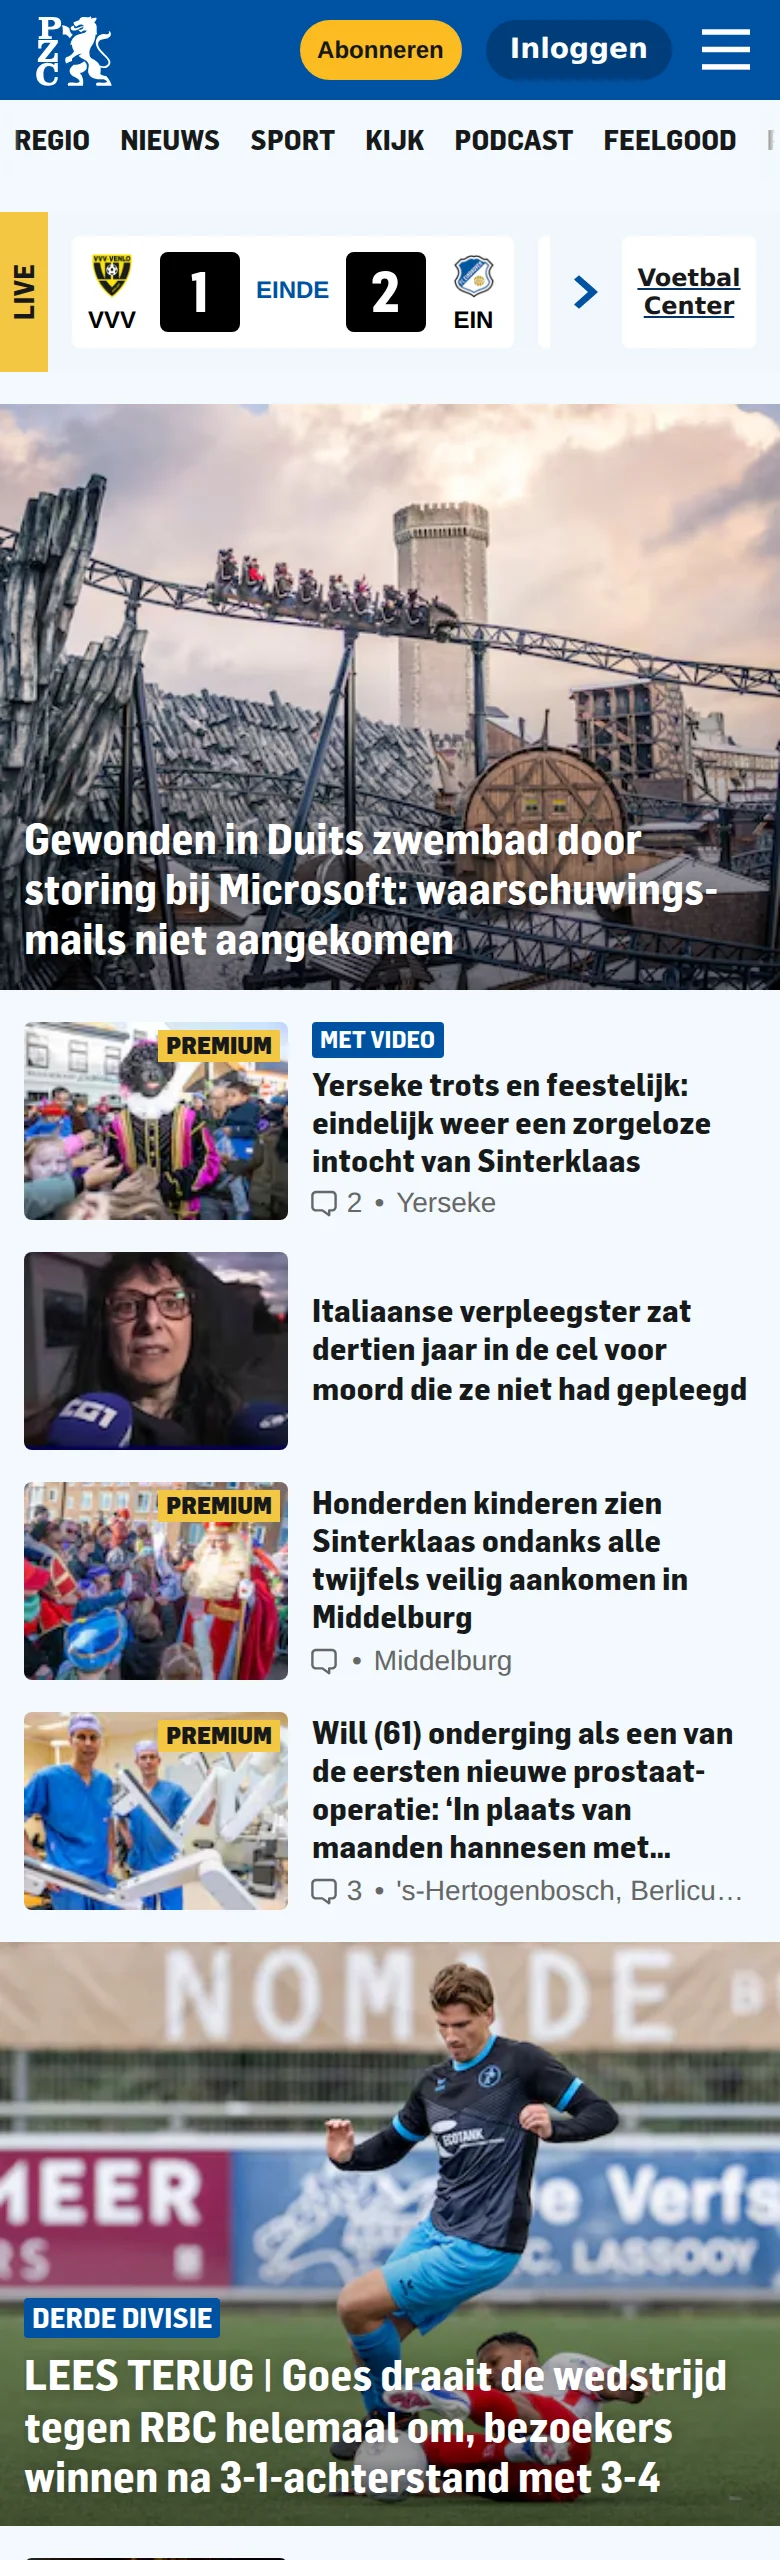 PZC
Abonneren
Inloggen
REGIO NIEUWS SPORT KIJK PODCAST FEELGOOD
LIVE
VVV-VENLO
VVV
1
EINDE
2
EIN
Voetbal
Center
Gewonden in Duits zwembad door
storing bij Microsoft: waarschuwings-
mails niet aangekomen
PREMIUM
MET VIDEO
Yerseke trots en feestelijk:
eindelijk weer een zorgeloze
intocht van Sinterklaas
2 • Yerseke
Italiaanse verpleegster zat
dertien jaar in de cel voor
moord die ze niet had gepleegd
PREMIUM
Honderden kinderen zien
Sinterklaas ondanks alle
twijfels veilig aankomen in
Middelburg
• Middelburg
PREMIUM
Will (61) onderging als een van
de eersten nieuwe prostaat-
operatie: ‘In plaats van
maanden hannesen met...
3 • 's-Hertogenbosch, Berlicu...
NOMADE
ECOTANK
MEER
e Verfs
RS
C. LASSOOY
DERDE DIVISIE
LEES TERUG | Goes draait de wedstrijd
tegen RBC helemaal om, bezoekers
winnen na 3-1-achterstand met 3-4